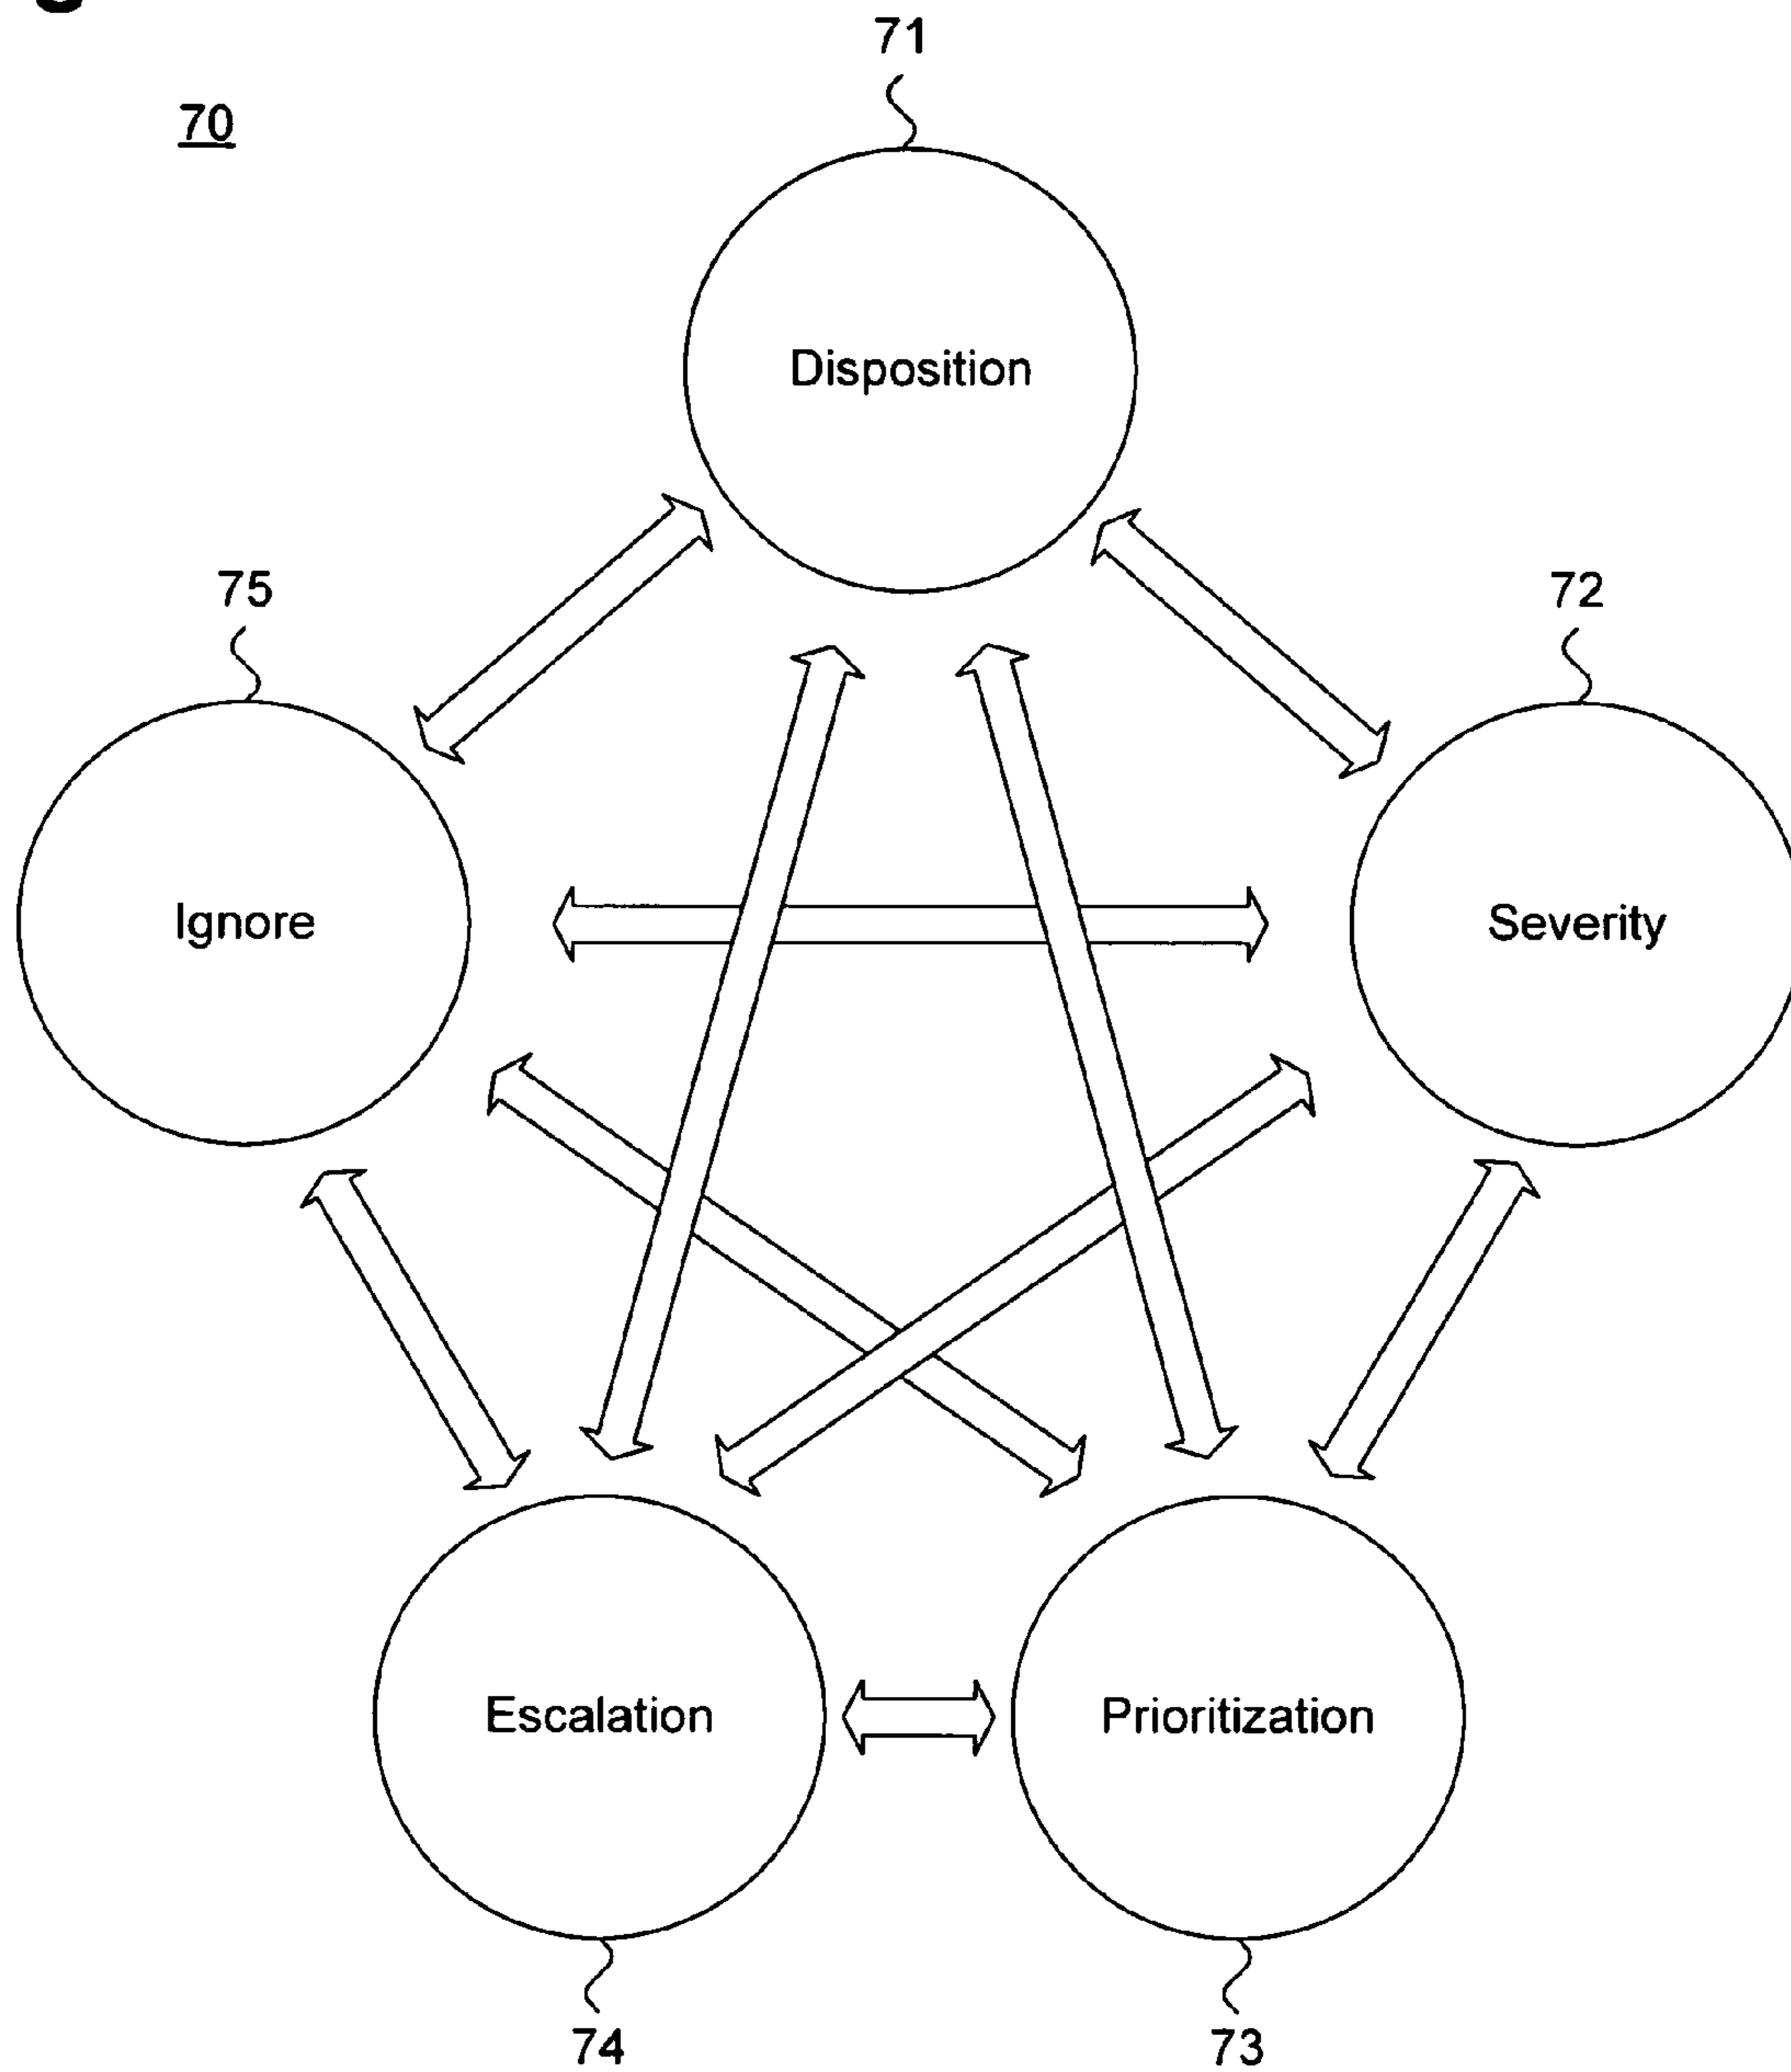 71
70
Disposition
75
72
Ignore
Severity
Escalation
Prioritization
74
73